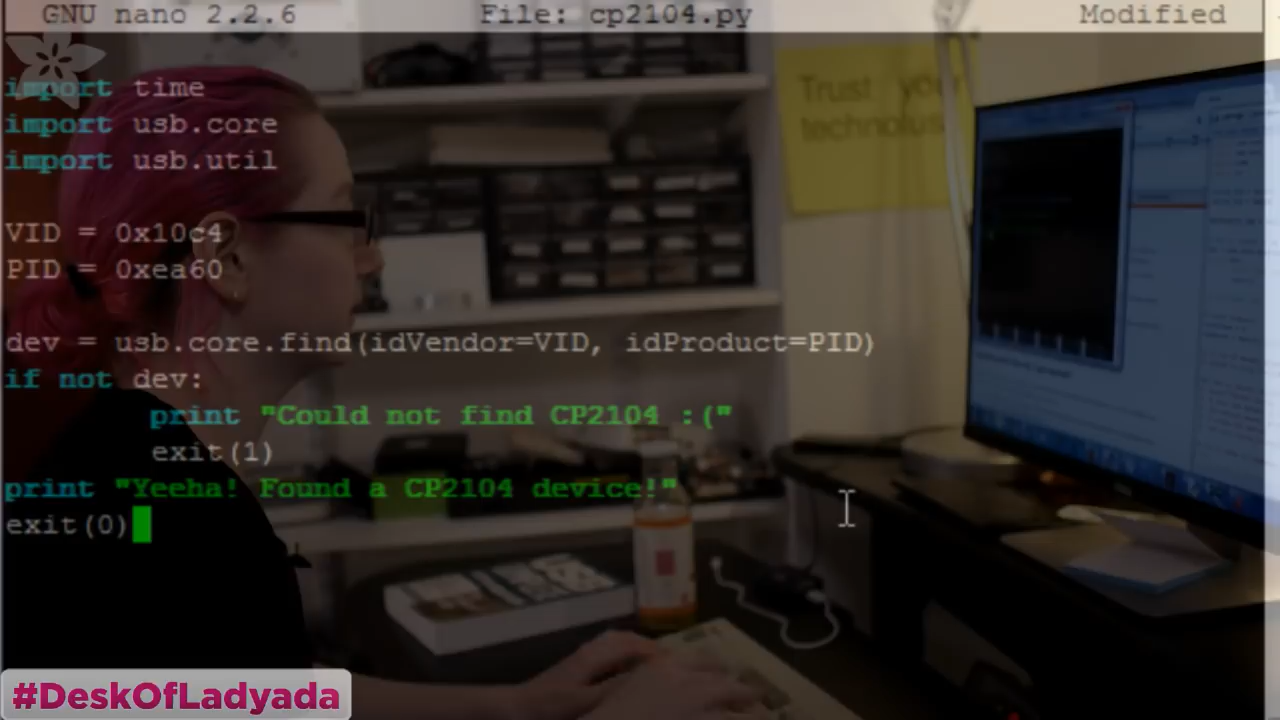 GNU nano 2.2.6 File: cp2104.py Modified
import time
import usb.core
import usb.util
VID = 0x10c4
PID = 0xea60
dev = usb.core.find(idVendor=VID, idProduct=PID)
if not dev:
print "Could not find CP2104 :("
exit(1)
print "Yeeha! Found a CP2104 device!"
exit(0)
Trust your
#DeskOfLadyada